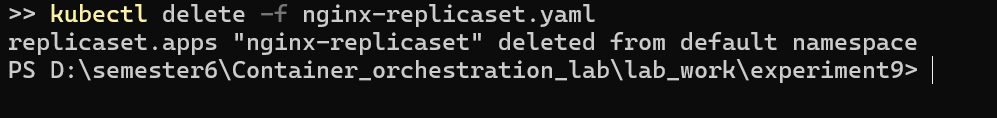 >> kubectl delete -f nginx-replicaset.yaml
replicaset.apps "nginx-replicaset" deleted from default namespace
PS D:\semester6\Container_orchestration_lab\lab_work\experiment9>